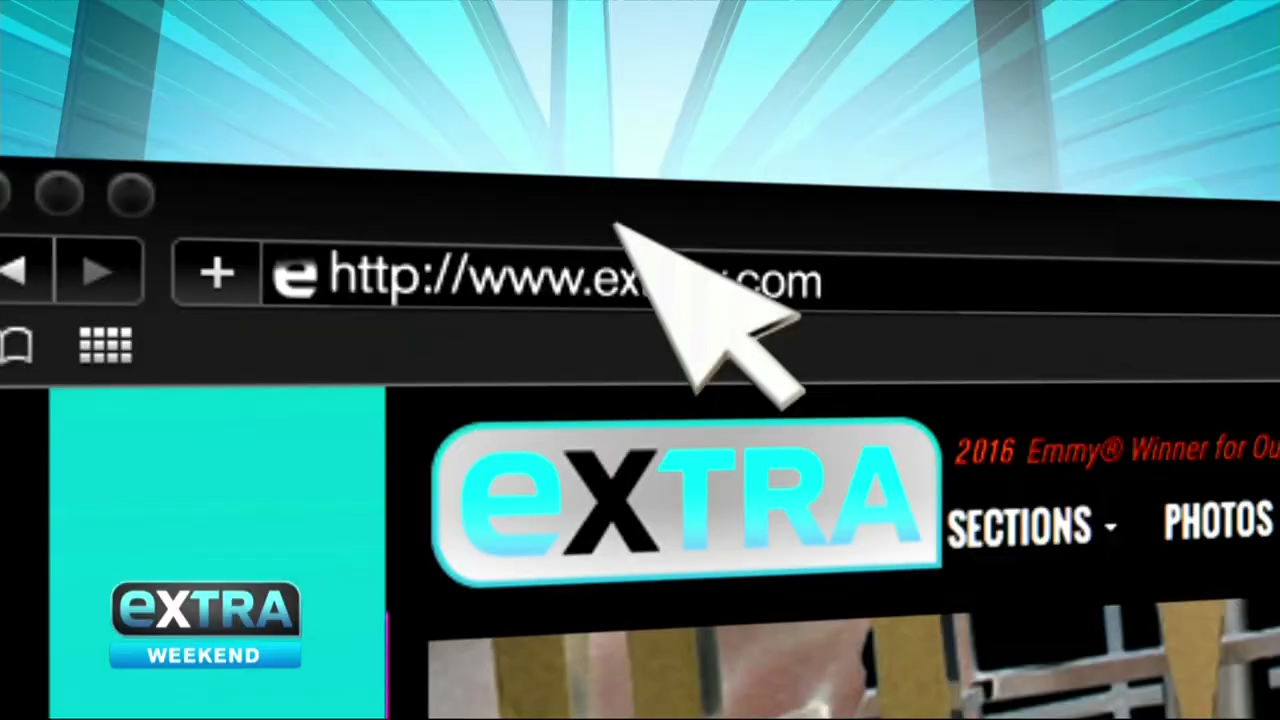 http://www.ex .com
eXTRA
2016 Emmy® Winner for Ou
SECTIONS
PHOTOS
eXTRA
WEEKEND